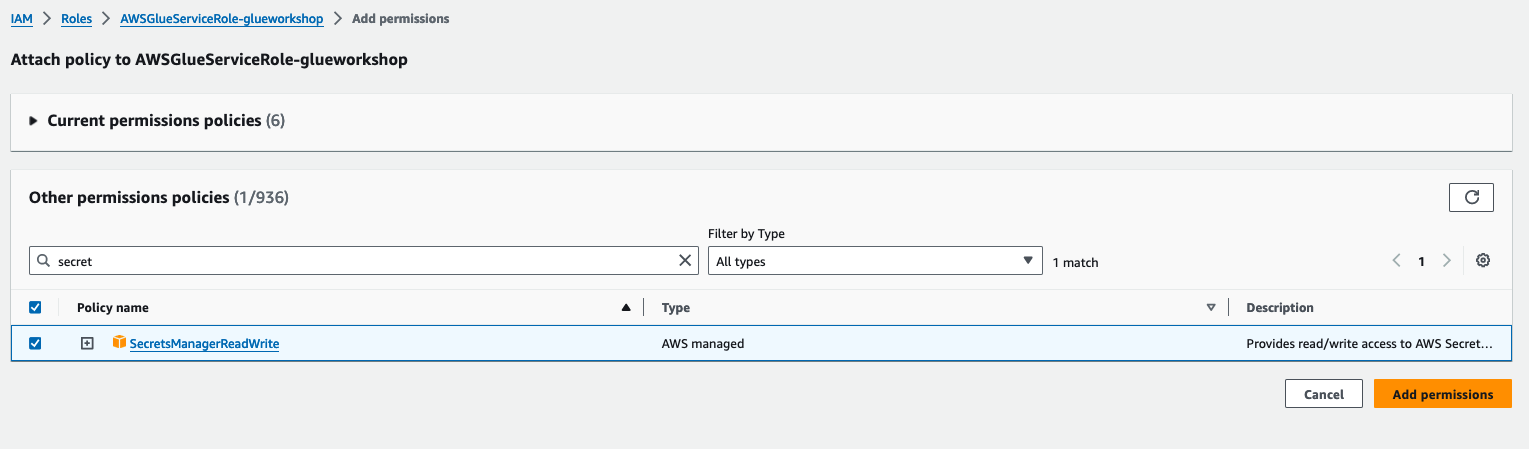 IAM > Roles > AWSGlueServiceRole-glueworkshop > Add permissions
Attach policy to AWSGlueServiceRole-glueworkshop
Current permissions policies (6)
Other permissions policies (1/936)
Filter by Type
secret
All types
1 match
1
Policy name
Type
Description
SecretsManagerReadWrite
AWS managed
Provides read/write access to AWS Secret...
Cancel
Add permissions